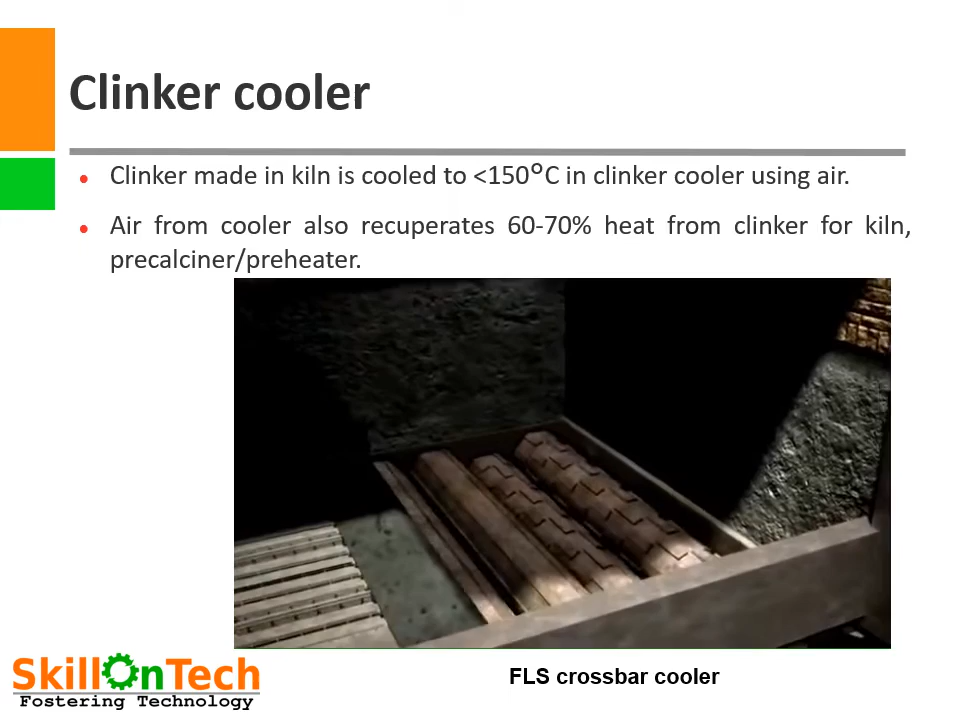 Clinker cooler
Clinker made in kiln is cooled to <150°C in clinker cooler using air.
Air from cooler also recuperates 60-70% heat from clinker for kiln,
precalciner/preheater.
SkillOnTech
Fostering Technology
FLS crossbar cooler